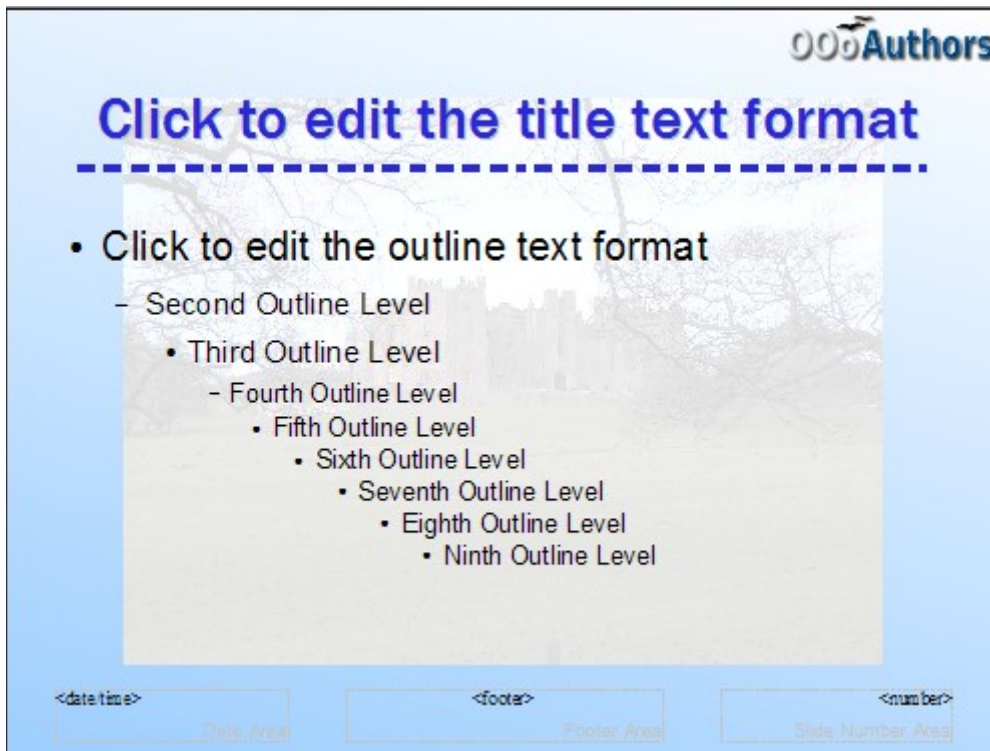 OOoAuthors
Click to edit the title text format
• Click to edit the outline text format
– Second Outline Level
• Third Outline Level
– Fourth Outline Level
• Fifth Outline Level
• Sixth Outline Level
• Seventh Outline Level
• Eighth Outline Level
• Ninth Outline Level
<date/time> <footer> <number>
Date Area Footer Area Slide Number Area